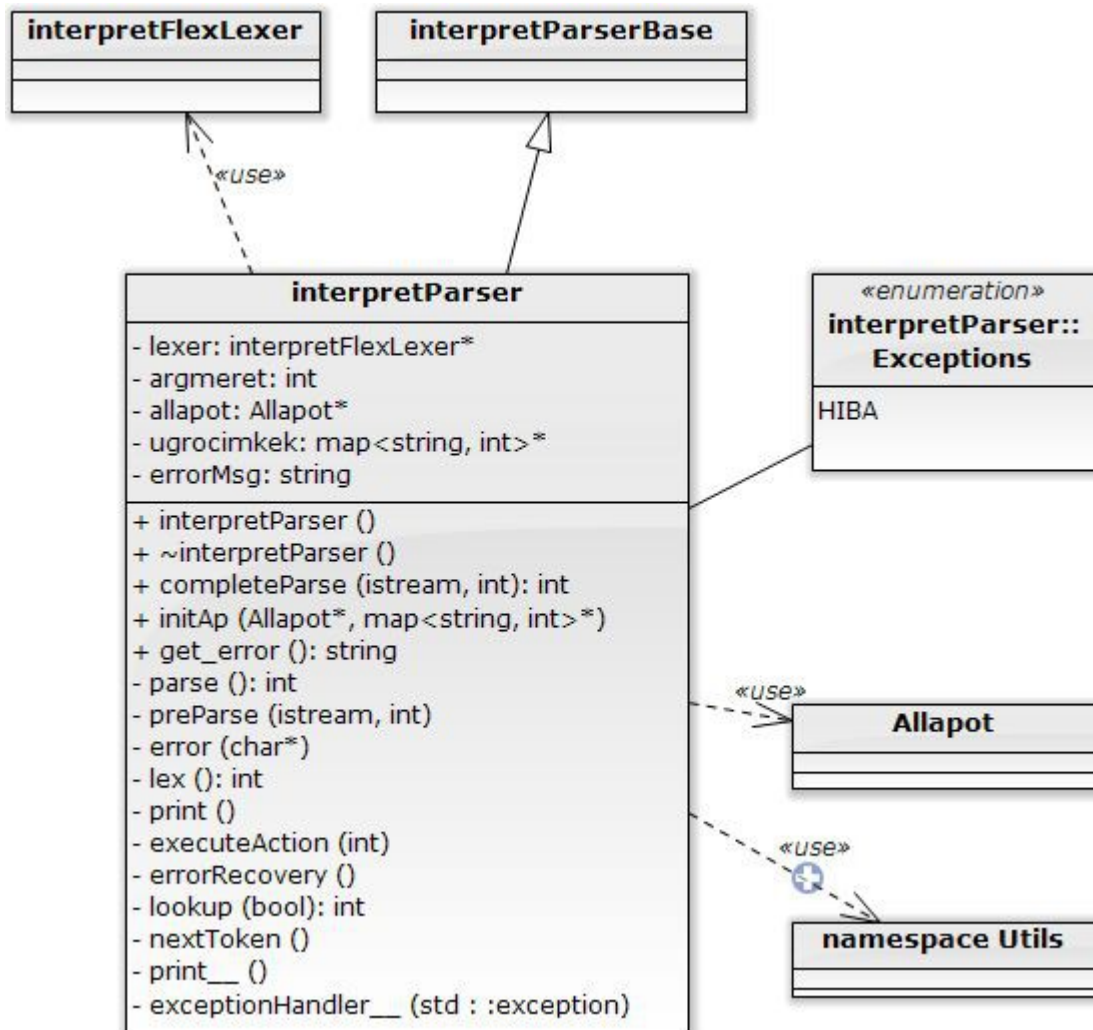 interpretFlexLexer
interpretParserBase
«use»
interpretParser
- lexer: interpretFlexLexer*
- argmeret: int
- allapot: Allapot*
- ugrocimkek: map<string, int>*
- errorMsg: string
+ interpretParser ()
+ ~interpretParser ()
+ completeParse (istream, int): int
+ initAp (Allapot*, map<string, int>*)
+ get_error (): string
- parse (): int
- preParse (istream, int)
- error (char*)
- lex (): int
- print ()
- executeAction (int)
- errorRecovery ()
- lookup (bool): int
- nextToken ()
- print__ ()
- exceptionHandler__ (std : :exception)
«enumeration»
interpretParser::
Exceptions
HIBA
«use»
Allapot
«use»
namespace Utils